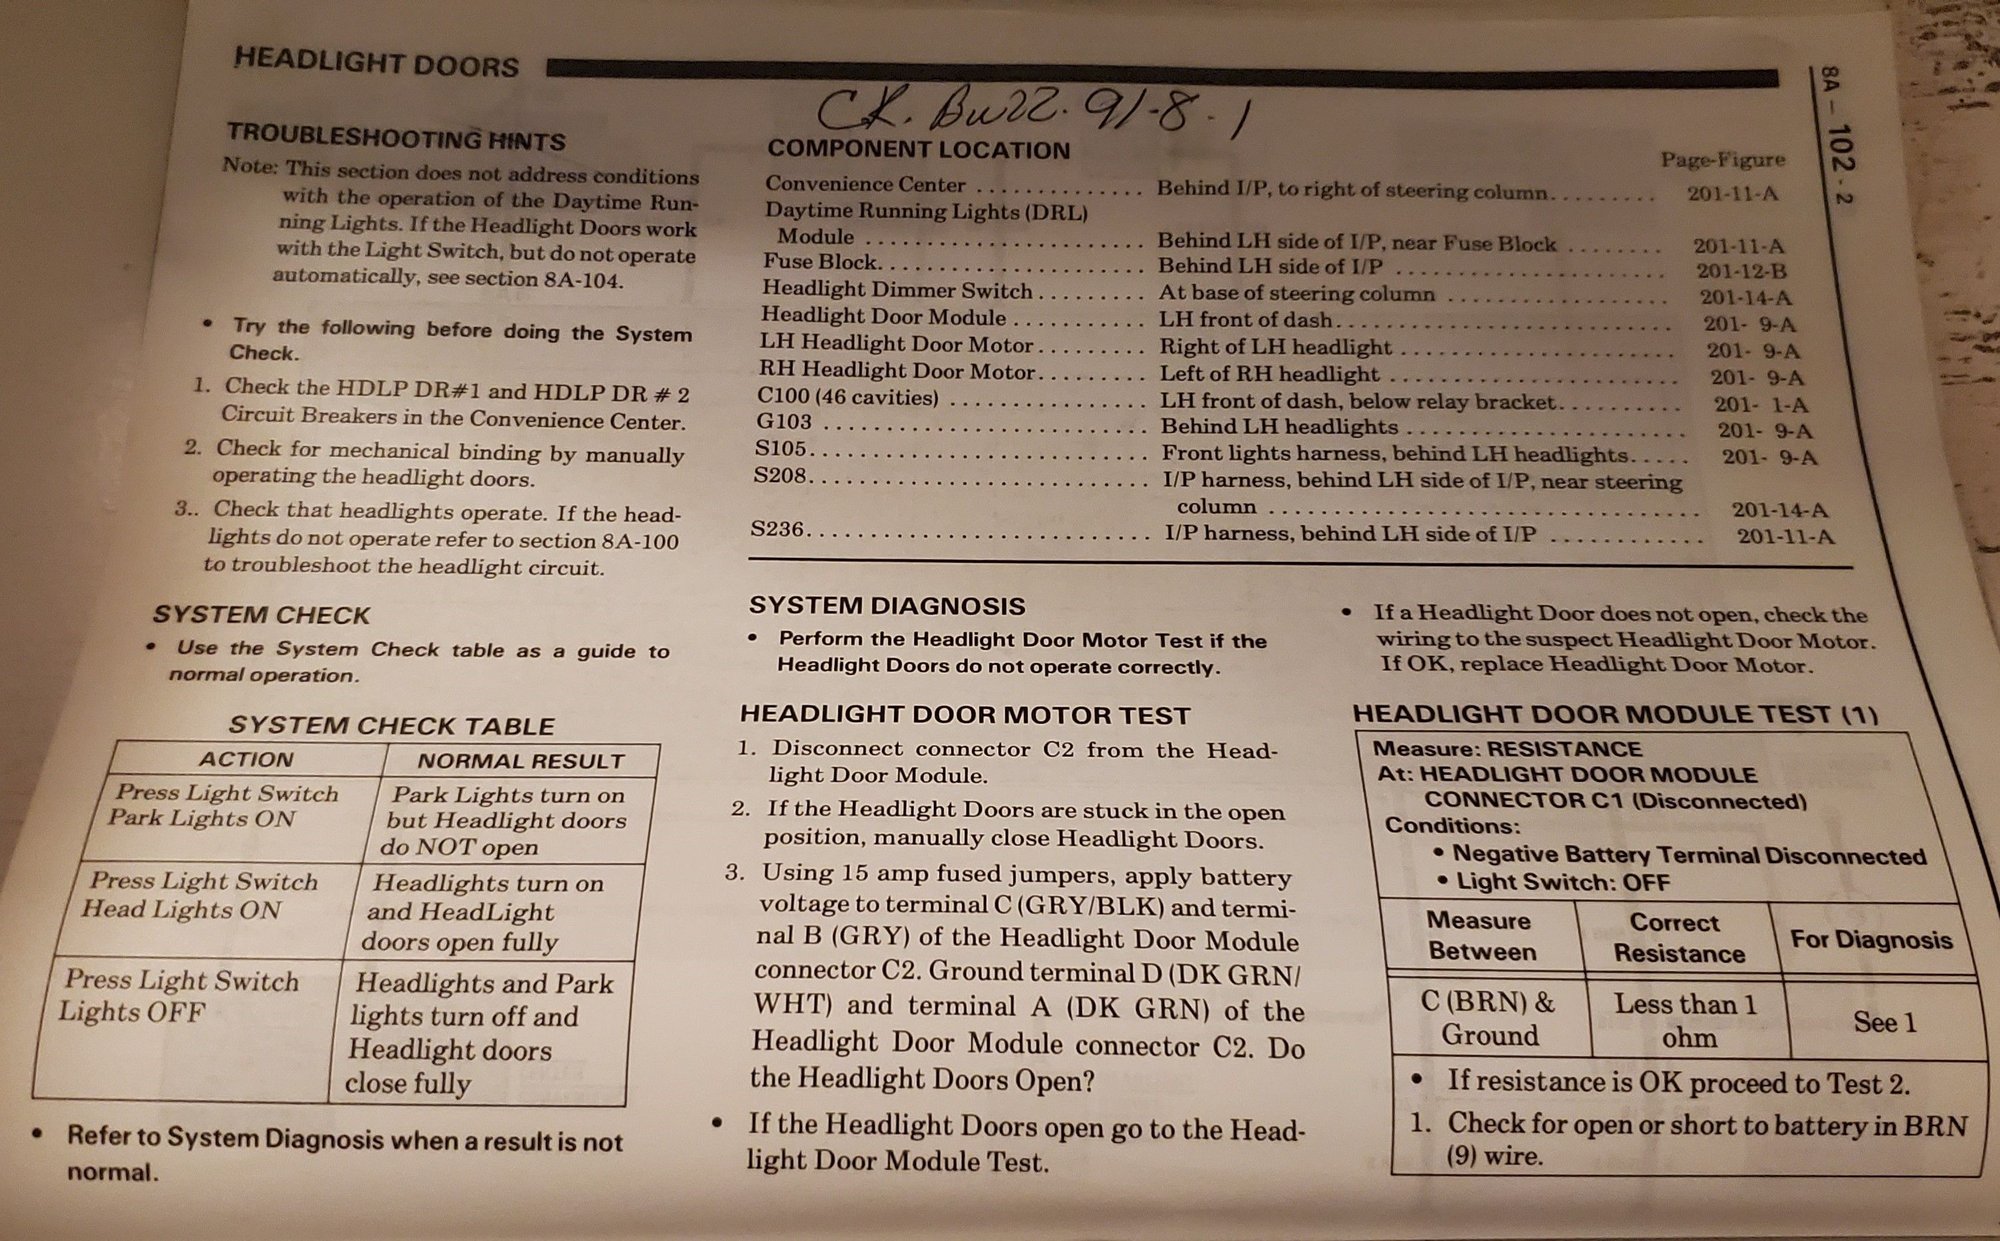 HEADLIGHT DOORS
8A - 102 - 2
CK. Buzz. 91-8-1
TROUBLESHOOTING HINTS
Note: This section does not address conditions
with the operation of the Daytime Run-
ning Lights. If the Headlight Doors work
with the Light Switch, but do not operate
automatically, see section 8A-104.
• Try the following before doing the System
Check.
1. Check the HDLP DR#1 and HDLP DR # 2
Circuit Breakers in the Convenience Center.
2. Check for mechanical binding by manually
operating the headlight doors.
3.. Check that headlights operate. If the head-
lights do not operate refer to section 8A-100
to troubleshoot the headlight circuit.
SYSTEM CHECK
• Use the System Check table as a guide to
normal operation.
SYSTEM CHECK TABLE
ACTION NORMAL RESULT
Press Light Switch
Park Lights ON
Park Lights turn on
but Headlight doors
do NOT open
Press Light Switch
Head Lights ON
Headlights turn on
and HeadLight
doors open fully
Press Light Switch
Lights OFF
Headlights and Park
lights turn off and
Headlight doors
close fully
• Refer to System Diagnosis when a result is not
normal.
COMPONENT LOCATION
Page-Figure
Convenience Center . . . . . . . . . . . . . Behind I/P, to right of steering column. . . . . . . . . 201-11-A
Daytime Running Lights (DRL)
Module . . . . . . . . . . . . . . . . . . . . . . Behind LH side of I/P, near Fuse Block . . . . . . . . 201-11-A
Fuse Block. . . . . . . . . . . . . . . . . . . . . Behind LH side of I/P . . . . . . . . . . . . . . . . . . . . . . 201-12-B
Headlight Dimmer Switch . . . . . . . . . At base of steering column . . . . . . . . . . . . . . . . . . 201-14-A
Headlight Door Module . . . . . . . . . . . LH front of dash. . . . . . . . . . . . . . . . . . . . . . . . . . . 201- 9-A
LH Headlight Door Motor . . . . . . . . . Right of LH headlight . . . . . . . . . . . . . . . . . . . . . . 201- 9-A
RH Headlight Door Motor. . . . . . . . . Left of RH headlight . . . . . . . . . . . . . . . . . . . . . . . 201- 9-A
C100 (46 cavities) . . . . . . . . . . . . . . . . LH front of dash, below relay bracket. . . . . . . . . . 201- 1-A
G103 . . . . . . . . . . . . . . . . . . . . . . . . . . Behind LH headlights . . . . . . . . . . . . . . . . . . . . . . 201- 9-A
S105. . . . . . . . . . . . . . . . . . . . . . . . . . . Front lights harness, behind LH headlights. . . . . 201- 9-A
S208. . . . . . . . . . . . . . . . . . . . . . . . . . . I/P harness, behind LH side of I/P, near steering
column . . . . . . . . . . . . . . . . . . . . . . . . . . . . . . . . . . 201-14-A
S236. . . . . . . . . . . . . . . . . . . . . . . . . . . I/P harness, behind LH side of I/P . . . . . . . . . . . . 201-11-A
SYSTEM DIAGNOSIS
• Perform the Headlight Door Motor Test if the
Headlight Doors do not operate correctly.
HEADLIGHT DOOR MOTOR TEST
1. Disconnect connector C2 from the Head-
light Door Module.
2. If the Headlight Doors are stuck in the open
position, manually close Headlight Doors.
3. Using 15 amp fused jumpers, apply battery
voltage to terminal C (GRY/BLK) and termi-
nal B (GRY) of the Headlight Door Module
connector C2. Ground terminal D (DK GRN/
WHT) and terminal A (DK GRN) of the
Headlight Door Module connector C2. Do
the Headlight Doors Open?
• If the Headlight Doors open go to the Head-
light Door Module Test.
• If a Headlight Door does not open, check the
wiring to the suspect Headlight Door Motor.
If OK, replace Headlight Door Motor.
HEADLIGHT DOOR MODULE TEST (1)
Measure: RESISTANCE
At: HEADLIGHT DOOR MODULE
CONNECTOR C1 (Disconnected)
Conditions:
• Negative Battery Terminal Disconnected
• Light Switch: OFF
Measure
Between
Correct
Resistance
For Diagnosis
C (BRN) &
Ground
Less than 1
ohm
See 1
• If resistance is OK proceed to Test 2.
1. Check for open or short to battery in BRN
(9) wire.